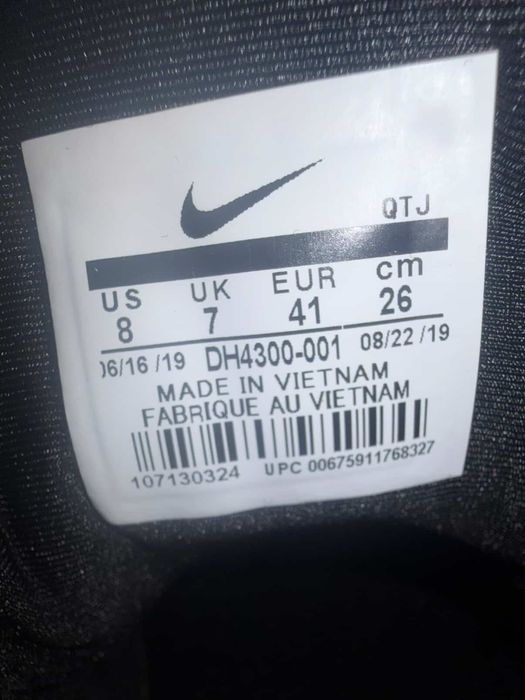 QTJ
US UK EUR cm
8 7 41 26
06/16 /19 DH4300-001 08/22 /19
MADE IN VIETNAM
FABRIQUE AU VIETNAM
107130324 UPC 00675911768327